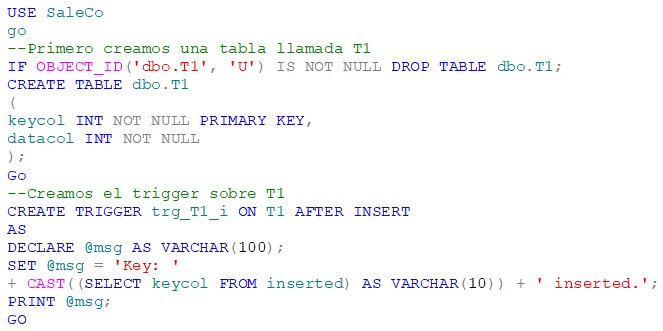 USE SaleCo
go
--Primero creamos una tabla llamada T1
IF OBJECT_ID('dbo.T1', 'U') IS NOT NULL DROP TABLE dbo.T1;
CREATE TABLE dbo.T1
(
keycol INT NOT NULL PRIMARY KEY,
datacol INT NOT NULL
);
Go
--Creamos el trigger sobre T1
CREATE TRIGGER trg_T1_i ON T1 AFTER INSERT
AS
DECLARE @msg AS VARCHAR(100);
SET @msg = 'Key: '
+ CAST((SELECT keycol FROM inserted) AS VARCHAR(10)) + ' inserted.';
PRINT @msg;
GO